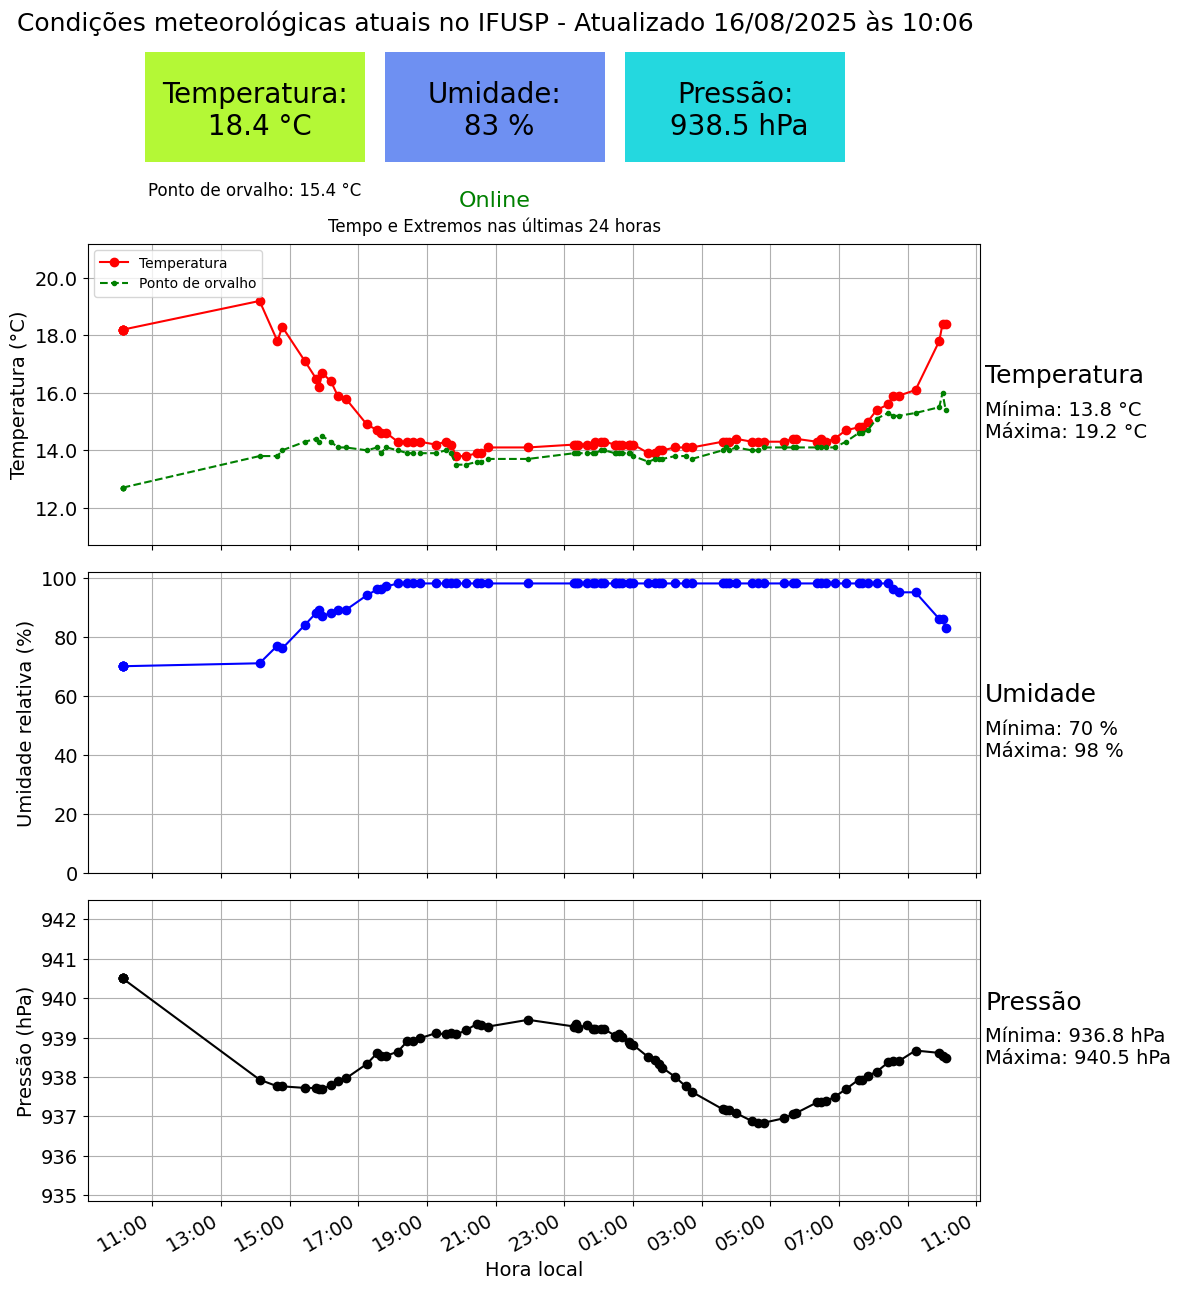 Condições meteorológicas atuais no IFUSP - Atualizado 16/08/2025 às 10:06
Temperatura:
18.4 °C
Umidade:
83 %
Pressão:
938.5 hPa
Ponto de orvalho: 15.4 °C
Online
Tempo e Extremos nas últimas 24 horas
Temperatura
Ponto de orvalho
Temperatura (°C)
20.0
18.0
16.0
14.0
12.0
Temperatura
Mínima: 13.8 °C
Máxima: 19.2 °C
Umidade relativa (%)
100
80
60
40
20
0
Umidade
Mínima: 70 %
Máxima: 98 %
Pressão (hPa)
942
941
940
939
938
937
936
935
Pressão
Mínima: 936.8 hPa
Máxima: 940.5 hPa
11:00 13:00 15:00 17:00 19:00 21:00 23:00 01:00 03:00 05:00 07:00 09:00 11:00
Hora local